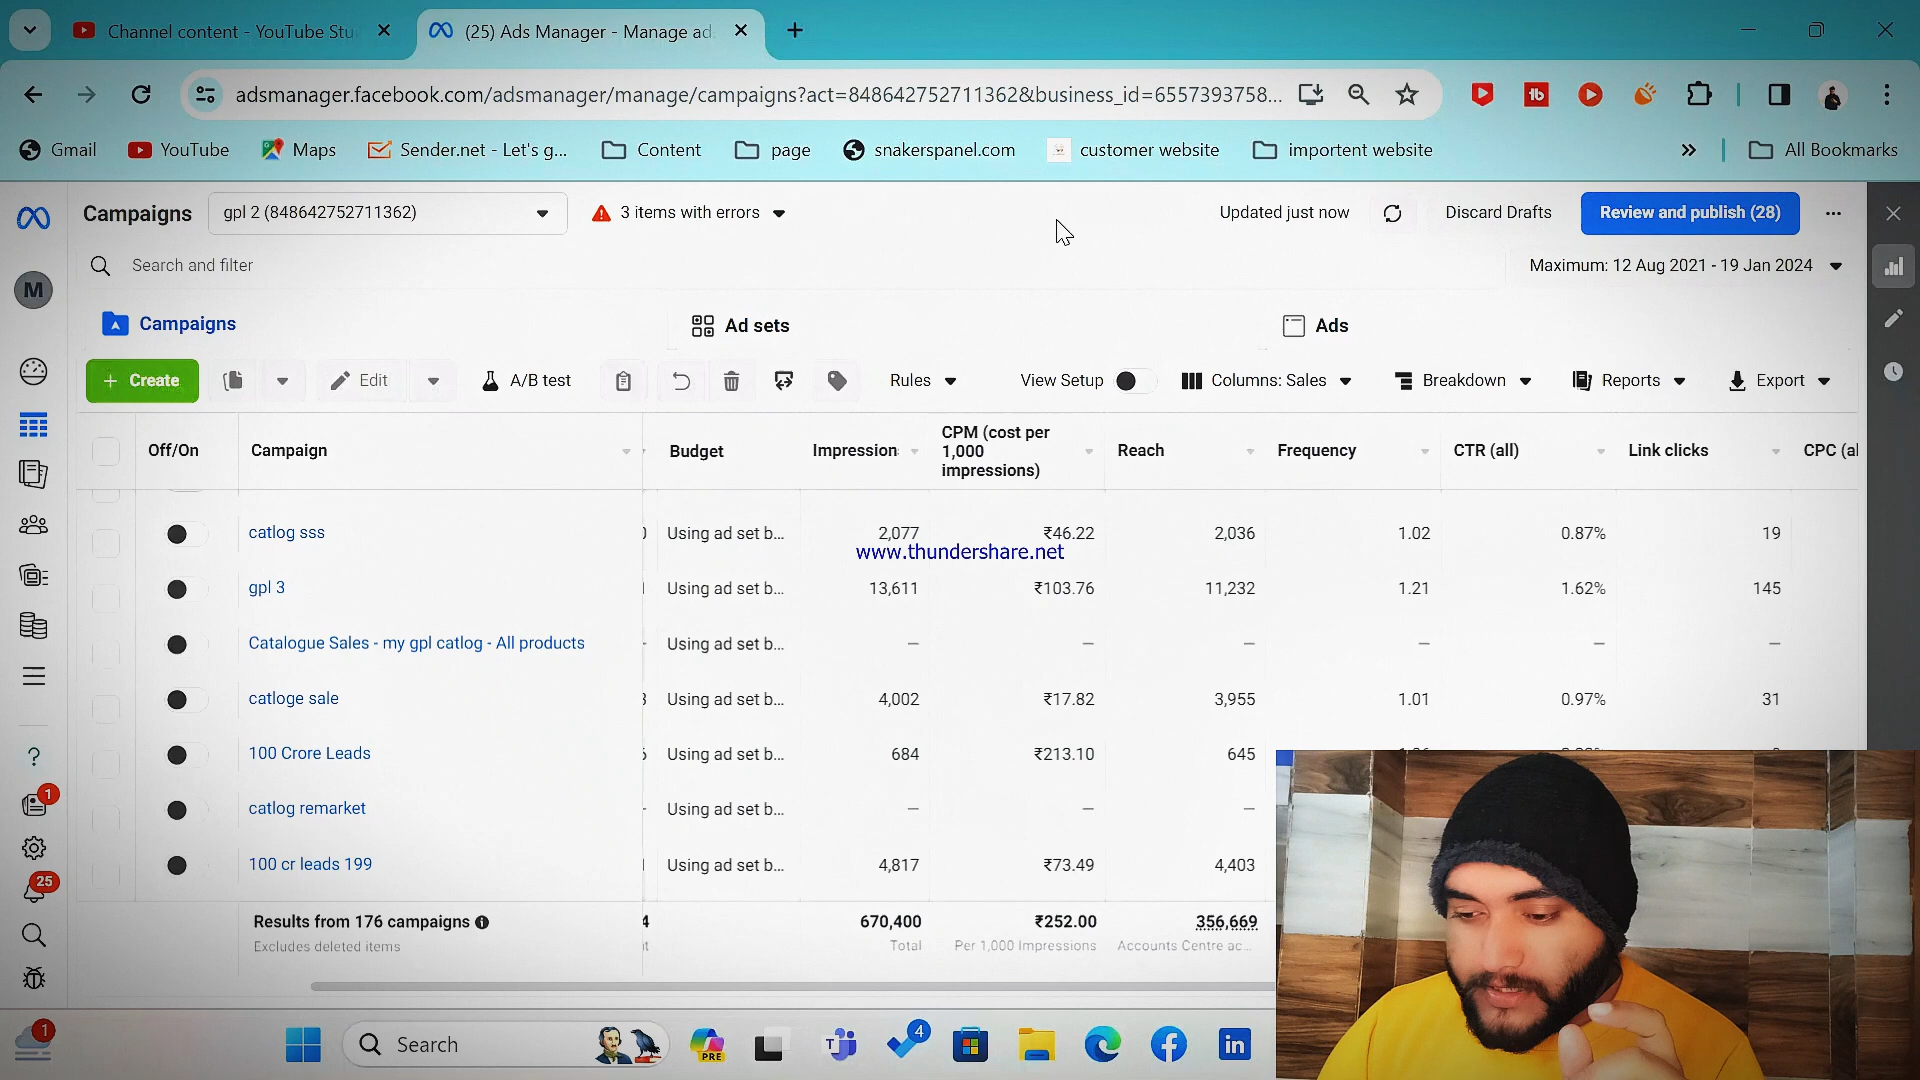 Channel content - YouTube Stu
(25) Ads Manager - Manage ad
adsmanager.facebook.com/adsmanager/manage/campaigns?act=848642752711362&business_id=6557393758...
Gmail
YouTube
Maps
Sender.net - Let's g...
Content
page
snakerspanel.com
customer website
importent website
All Bookmarks
Campaigns
gpl 2 (848642752711362)
3 items with errors
Updated just now
Discard Drafts
Review and publish (28)
Search and filter
Maximum: 12 Aug 2021 - 19 Jan 2024
M
Campaigns
Ad sets
Ads
+ Create
Edit
A/B test
Rules
View Setup
Columns: Sales
Breakdown
Reports
Export
Off/On
Campaign
Budget
Impression
CPM (cost per
1,000
impressions)
Reach
Frequency
CTR (all)
Link clicks
CPC (al
catlog sss Using ad set b... 2,077 ₹46.22 2,036 1.02 0.87% 19
www.thundershare.net
gpl 3 Using ad set b... 13,611 ₹103.76 11,232 1.21 1.62% 145
Catalogue Sales - my gpl catlog - All products Using ad set b... — — — — — —
catloge sale Using ad set b... 4,002 ₹17.82 3,955 1.01 0.97% 31
100 Crore Leads Using ad set b... 684 ₹213.10 645
catlog remarket Using ad set b... — — —
100 cr leads 199 Using ad set b... 4,817 ₹73.49 4,403
Results from 176 campaigns 4 670,400 ₹252.00 356,669
Excludes deleted items Total Per 1,000 Impressions Accounts Centre ac...
?
1
25
1
Search
PRE
4